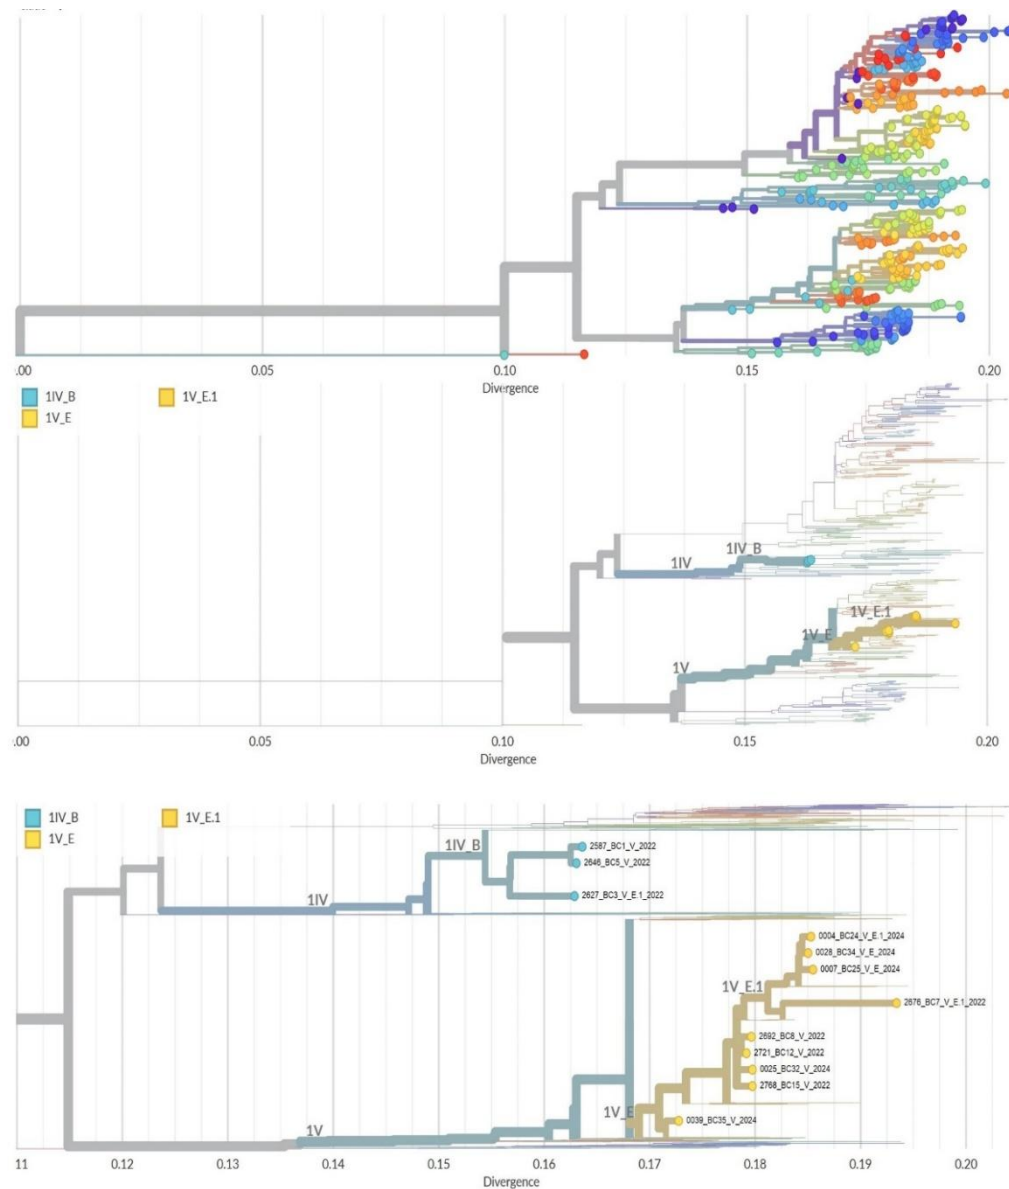 .00 0.05 0.10 0.15 0.20
Divergence
1IV_B 1V_E.1
1V_E
1IV_B
1IV
1V_E.1
1V_E
1V
.00 0.05 0.10 0.15 0.20
Divergence
1IV_B 1V_E.1
1V_E
1IV_B
2587_BC1_V_2022
2646_BC5_V_2022
1IV
2627_BC3_V_E.1_2022
0004_BC24_V_E.1_2024
0028_BC34_V_E_2024
0007_BC25_V_E_2024
1V_E.1
2676_BC7_V_E.1_2022
2692_BC8_V_2022
2721_BC12_V_2022
0025_BC32_V_2024
2768_BC15_V_2022
1V_E
0039_BC35_V_2024
1V
11 0.12 0.13 0.14 0.15 0.16 0.17 0.18 0.19 0.20
Divergence